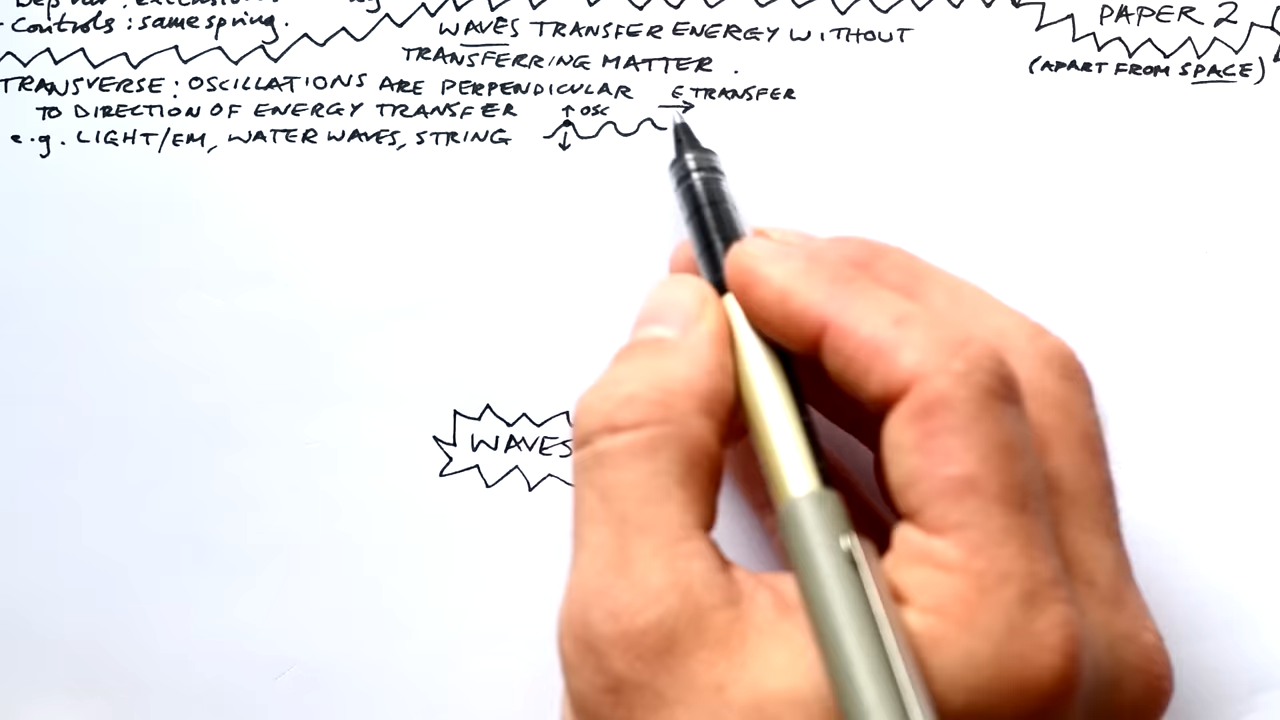 Controls : same spring.
WAVES TRANSFER ENERGY WITHOUT
TRANSFERRING MATTER .
PAPER 2
(APART FROM SPACE)
TRANSVERSE : OSCILLATIONS ARE PERPENDICULAR
TO DIRECTION OF ENERGY TRANSFER
e.g. LIGHT/EM, WATER WAVES, STRING
E TRANSFER
OSC
WAVES